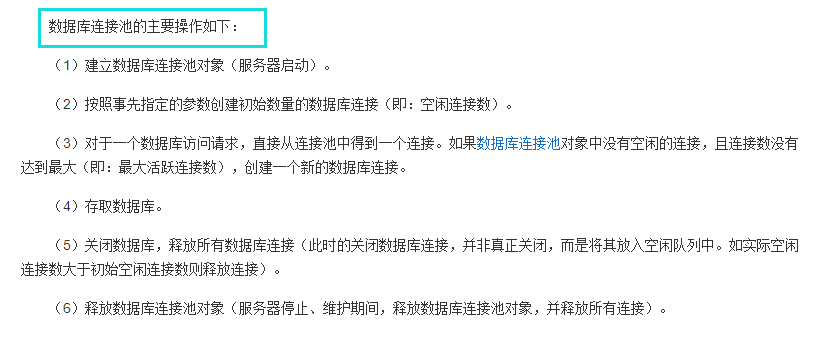 数据库连接池的主要操作如下：
（1）建立数据库连接池对象（服务器启动）。
（2）按照事先指定的参数创建初始数量的数据库连接（即：空闲连接数）。
（3）对于一个数据库访问请求，直接从连接池中得到一个连接。如果数据库连接池对象中没有空闲的连接，且连接数没有
达到最大（即：最大活跃连接数），创建一个新的数据库连接。
（4）存取数据库。
（5）关闭数据库，释放所有数据库连接（此时的关闭数据库连接，并非真正关闭，而是将其放入空闲队列中。如实际空闲
连接数大于初始空闲连接数则释放连接）。
（6）释放数据库连接池对象（服务器停止、维护期间，释放数据库连接池对象，并释放所有连接）。